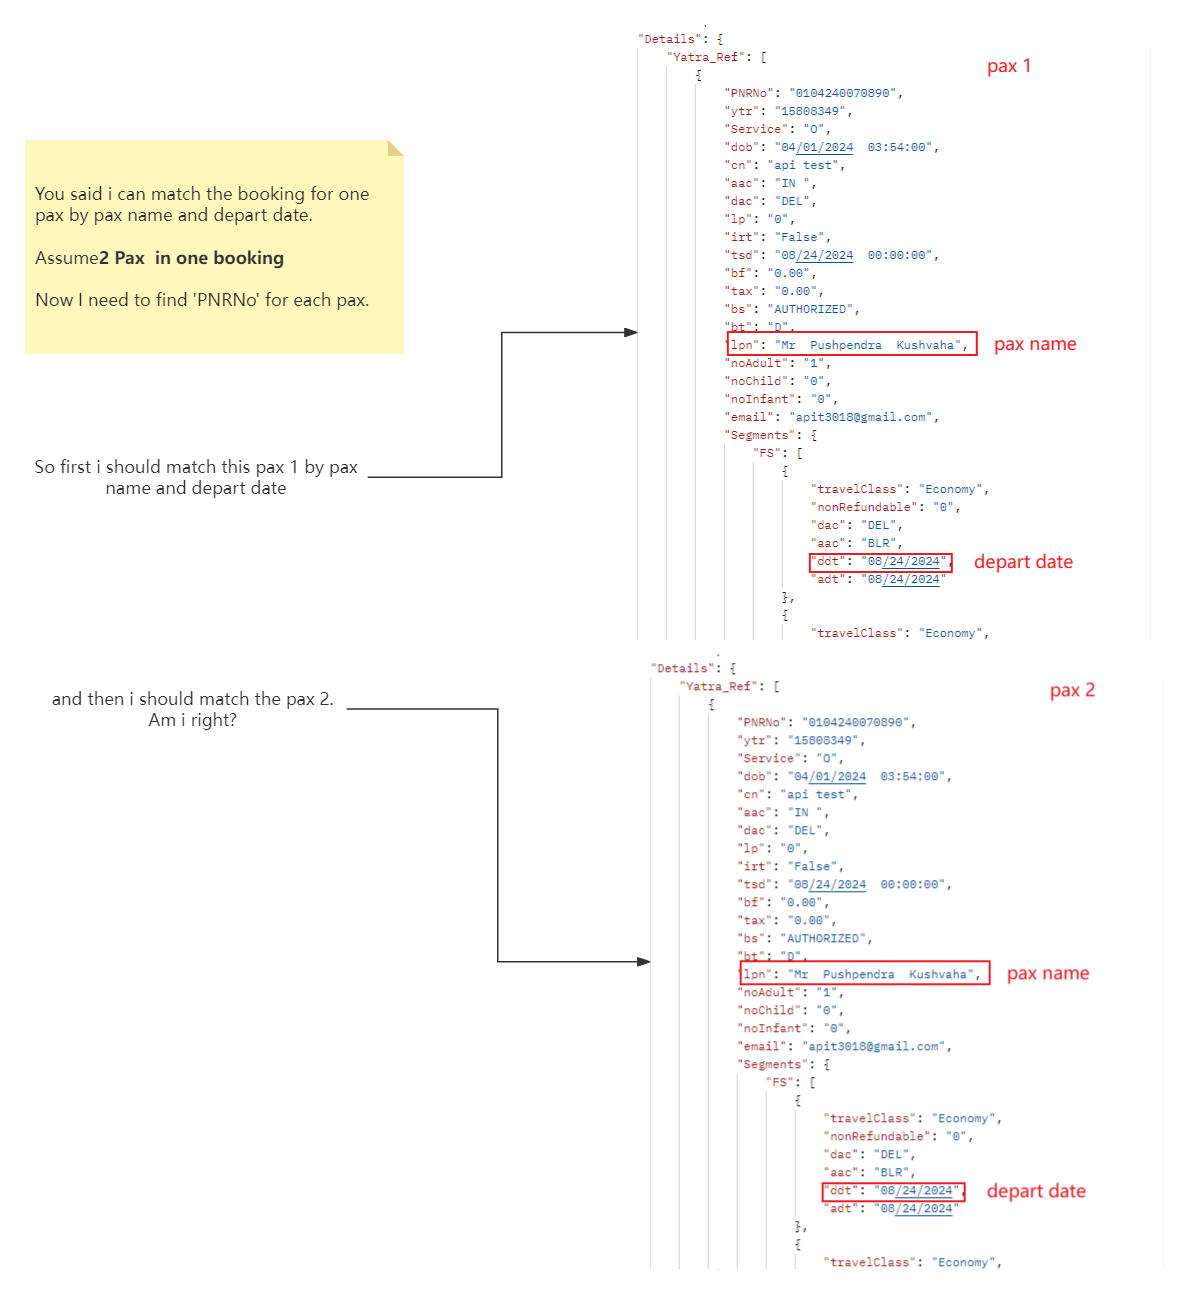 You said i can match the booking for one
pax by pax name and depart date.
Assume2 Pax  in one booking
Now I need to find 'PNRNo' for each pax.
So first i should match this pax 1 by pax
name and depart date
and then i should match the pax 2.
Am i right?
"Details": {
"Yatra_Ref": [
pax 1
{
"PNRNo": "0104240070890",
"ytr": "15808349",
"Service": "O",
"dob": "04/01/2024  03:54:00",
"cn": "api test",
"aac": "IN ",
"dac": "DEL",
"lp": "0",
"irt": "False",
"tsd": "08/24/2024  00:00:00",
"bf": "0.00",
"tax": "0.00",
"bs": "AUTHORIZED",
"bt": "D",
"lpn": "Mr  Pushpendra  Kushvaha",
pax name
"noAdult": "1",
"noChild": "0",
"noInfant": "0",
"email": "apit3018@gmail.com",
"Segments": {
"FS": [
{
"travelClass": "Economy",
"nonRefundable": "0",
"dac": "DEL",
"aac": "BLR",
"ddt": "08/24/2024",
depart date
"adt": "08/24/2024"
},
{
"travelClass": "Economy",
"Details": {
"Yatra_Ref": [
pax 2
{
"PNRNo": "0104240070890",
"ytr": "15808349",
"Service": "O",
"dob": "04/01/2024  03:54:00",
"cn": "api test",
"aac": "IN ",
"dac": "DEL",
"lp": "0",
"irt": "False",
"tsd": "08/24/2024  00:00:00",
"bf": "0.00",
"tax": "0.00",
"bs": "AUTHORIZED",
"bt": "D",
"lpn": "Mr  Pushpendra  Kushvaha",
pax name
"noAdult": "1",
"noChild": "0",
"noInfant": "0",
"email": "apit3018@gmail.com",
"Segments": {
"FS": [
{
"travelClass": "Economy",
"nonRefundable": "0",
"dac": "DEL",
"aac": "BLR",
"ddt": "08/24/2024",
depart date
"adt": "08/24/2024"
},
{
"travelClass": "Economy",